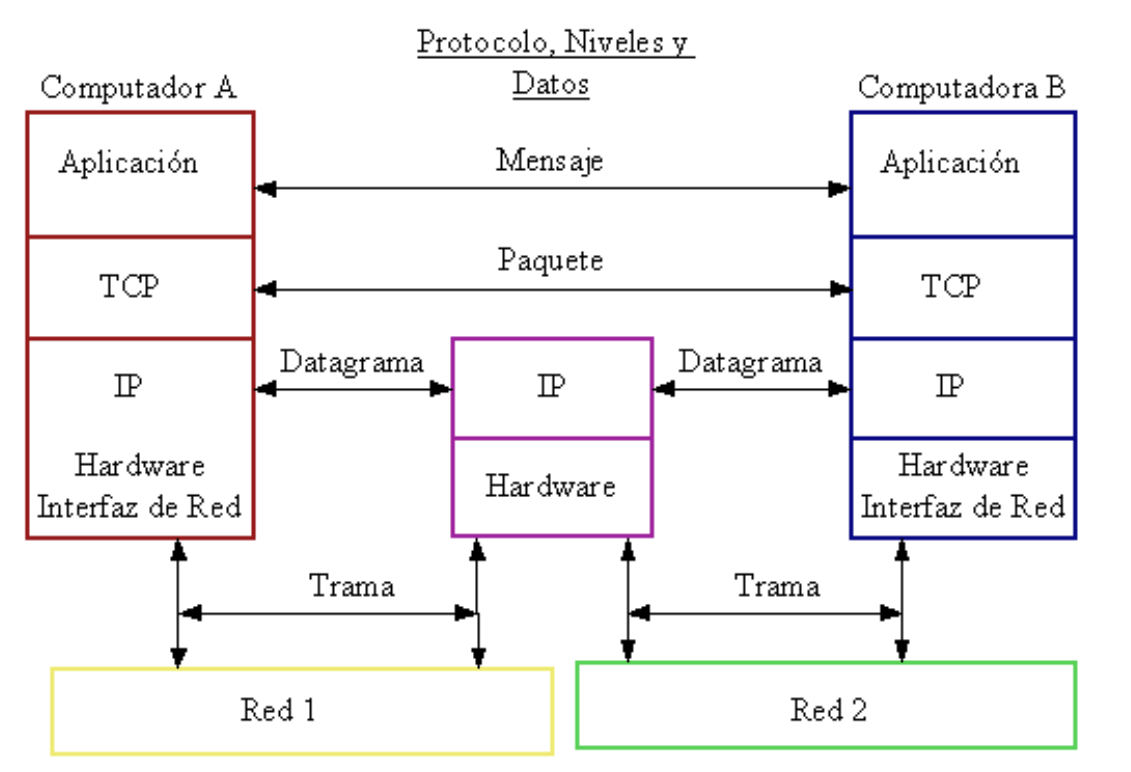 Protocolo, Niveles y
Datos
Computador A
Computadora B
Aplicación
Mensaje
Aplicación
TCP
Paquete
TCP
IP
Datagrama
IP
Datagrama
IP
Hardware
Interfaz de Red
Hardware
Hardware
Interfaz de Red
Trama
Trama
Red 1
Red 2